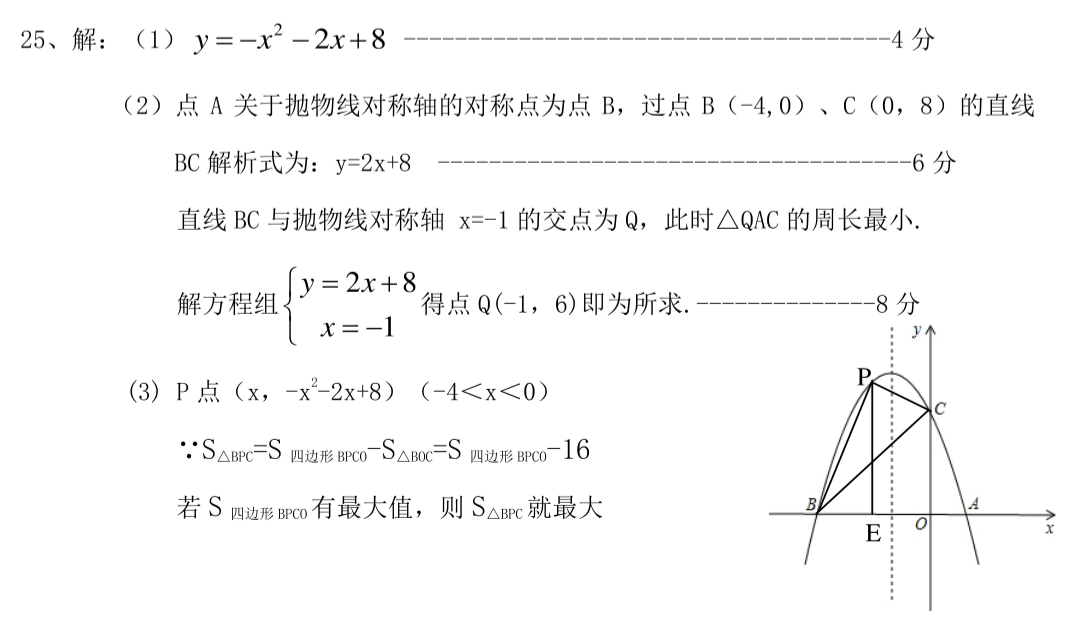 25、解：（1）y=-x²-2x+8 --------------------------------------4 分
（2）点 A 关于抛物线对称轴的对称点为点 B，过点 B（-4,0）、C（0，8）的直线
BC 解析式为：y=2x+8 -------------------------------------6 分
直线 BC 与抛物线对称轴 x=-1 的交点为 Q，此时△QAC 的周长最小.
解方程组{y=2x+8 x=-1 得点 Q(-1，6)即为所求.--------------8 分
(3) P 点（x，-x²-2x+8）（-4＜x＜0）
∵S△BPC=S 四边形 BPCO-S△BOC=S 四边形 BPCO-16
若 S 四边形 BPCO 有最大值，则 S△BPC 就最大
y
P
C
B
A
O
x
E